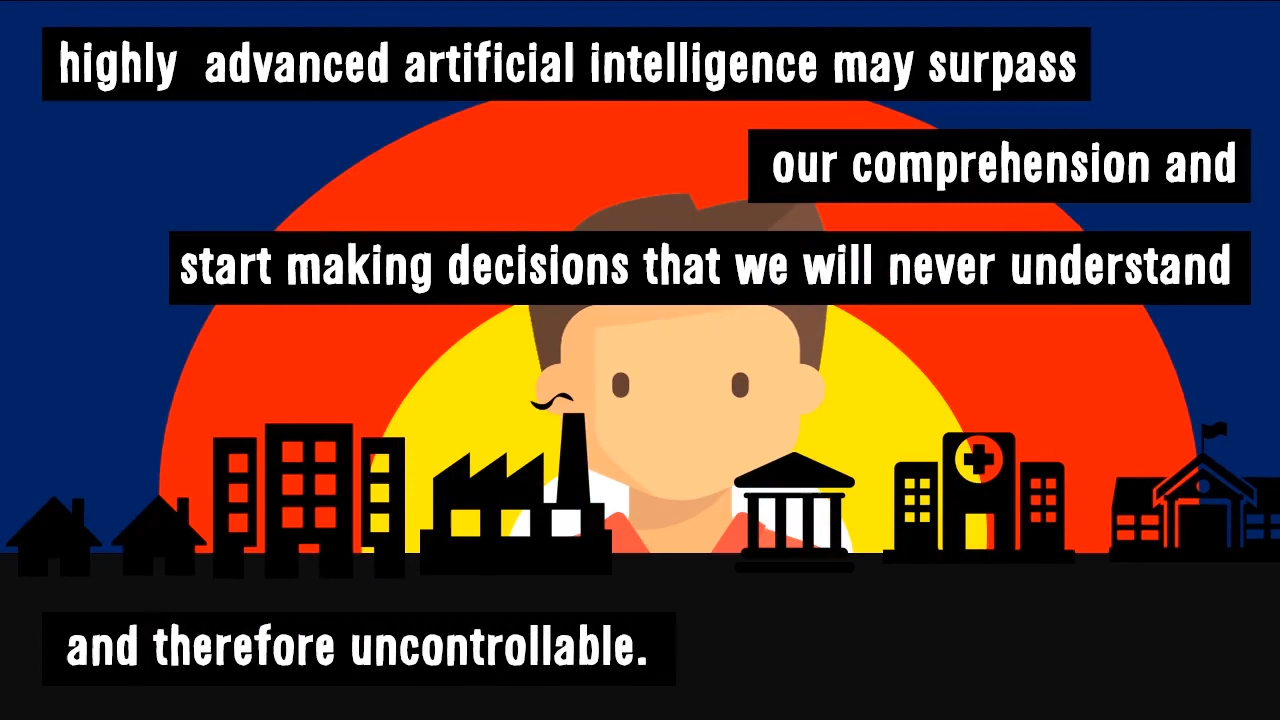 highly advanced artificial intelligence may surpass
our comprehension and
start making decisions that we will never understand
and therefore uncontrollable.